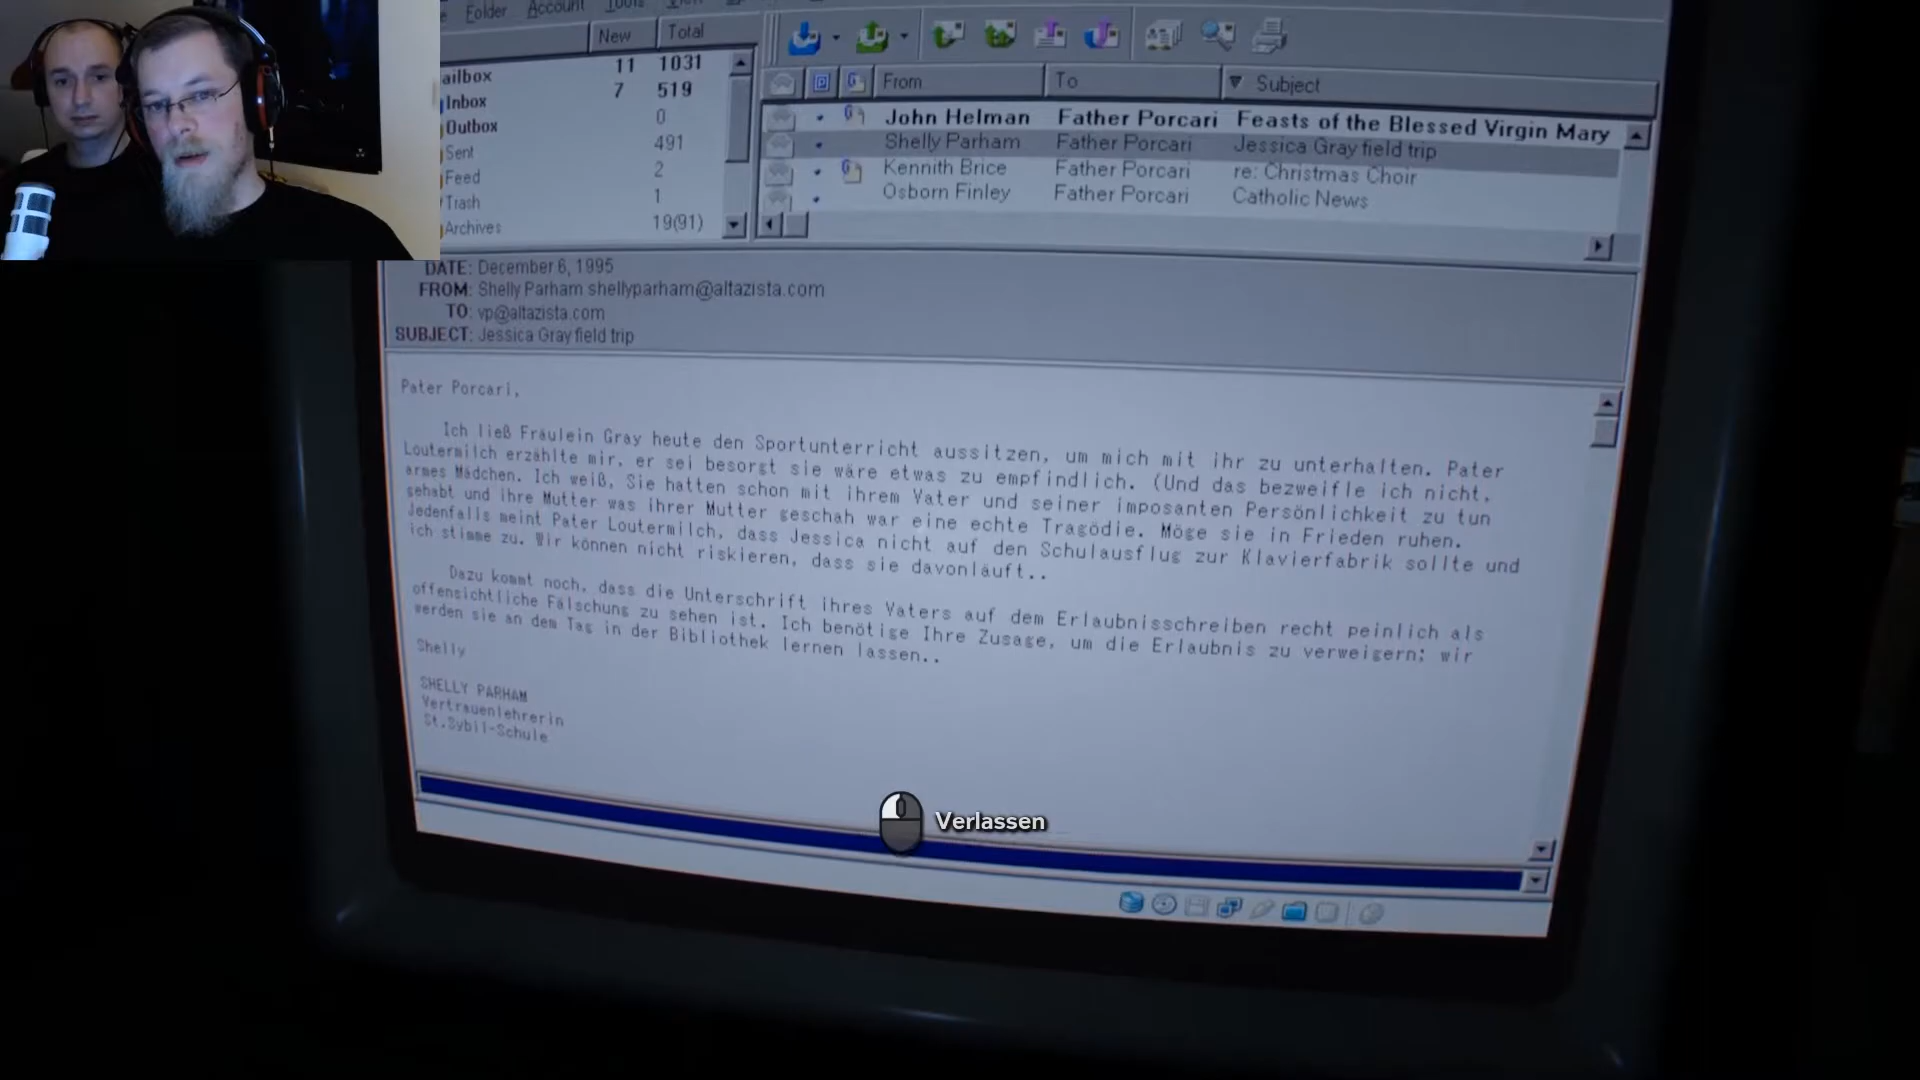 Folder Account Tools View
New Total
ailbox 11 1031
Inbox 7 519
Outbox 0
Sent 491
Feed 2
Trash 1
Archives 19(91)
From To Subject
John Helman Father Porcari Feasts of the Blessed Virgin Mary
Shelly Parham Father Porcari Jessica Gray field trip
Kennith Brice Father Porcari re: Christmas Choir
Osborn Finley Father Porcari Catholic News
DATE: December 6, 1995
FROM: Shelly Parham shellyparham@altazista.com
TO: vp@altazista.com
SUBJECT: Jessica Gray field trip
Pater Porcari,
Ich ließ Fräulein Gray heute den Sportunterricht aussitzen, um mich mit ihr zu unterhalten. Pater
Loutermilch erzählte mir, er sei besorgt sie wäre etwas zu empfindlich. (Und das bezweifle ich nicht,
armes Mädchen. Ich weiß, Sie hatten schon mit ihrem Vater und seiner imposanten Persönlichkeit zu tun
gehabt und ihre Mutter was ihrer Mutter geschah war eine echte Tragödie. Möge sie in Frieden ruhen.
Jedenfalls meint Pater Loutermilch, dass Jessica nicht auf den Schulausflug zur Klavierfabrik sollte und
ich stimme zu. Wir können nicht riskieren, dass sie davonläuft..
Dazu kommt noch, dass die Unterschrift ihres Vaters auf dem Erlaubnisschreiben recht peinlich als
offensichtliche Fälschung zu sehen ist. Ich benötige Ihre Zusage, um die Erlaubnis zu verweigern; wir
werden sie an dem Tag in der Bibliothek lernen lassen..
Shelly
SHELLY PARHAM
Vertrauenlehrerin
St.Sybil-Schule
Verlassen